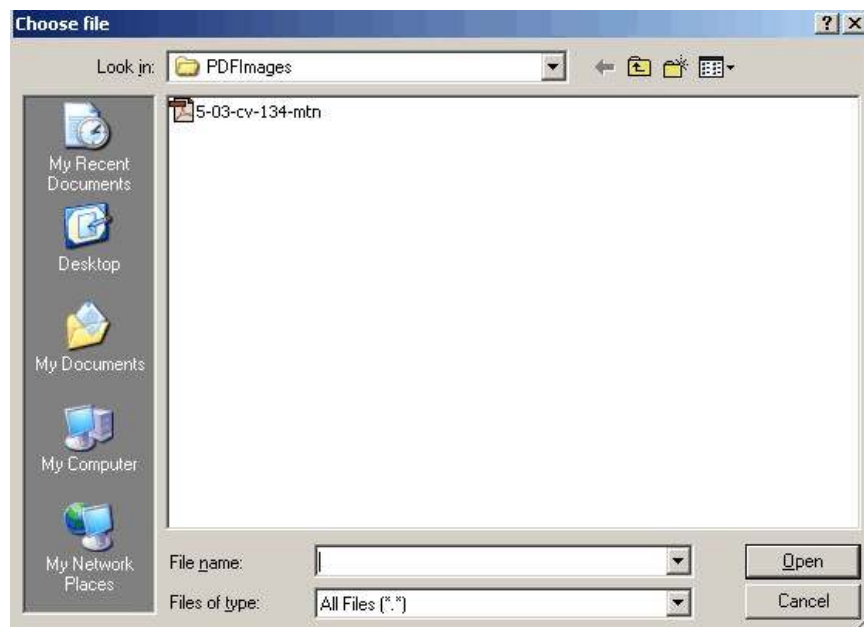 Choose file
Look in: PDFImages
5-03-cv-134-mtn
My Recent
Documents
Desktop
My Documents
My Computer
My Network
Places
File name:
Open
Files of type: All Files (*.*)
Cancel